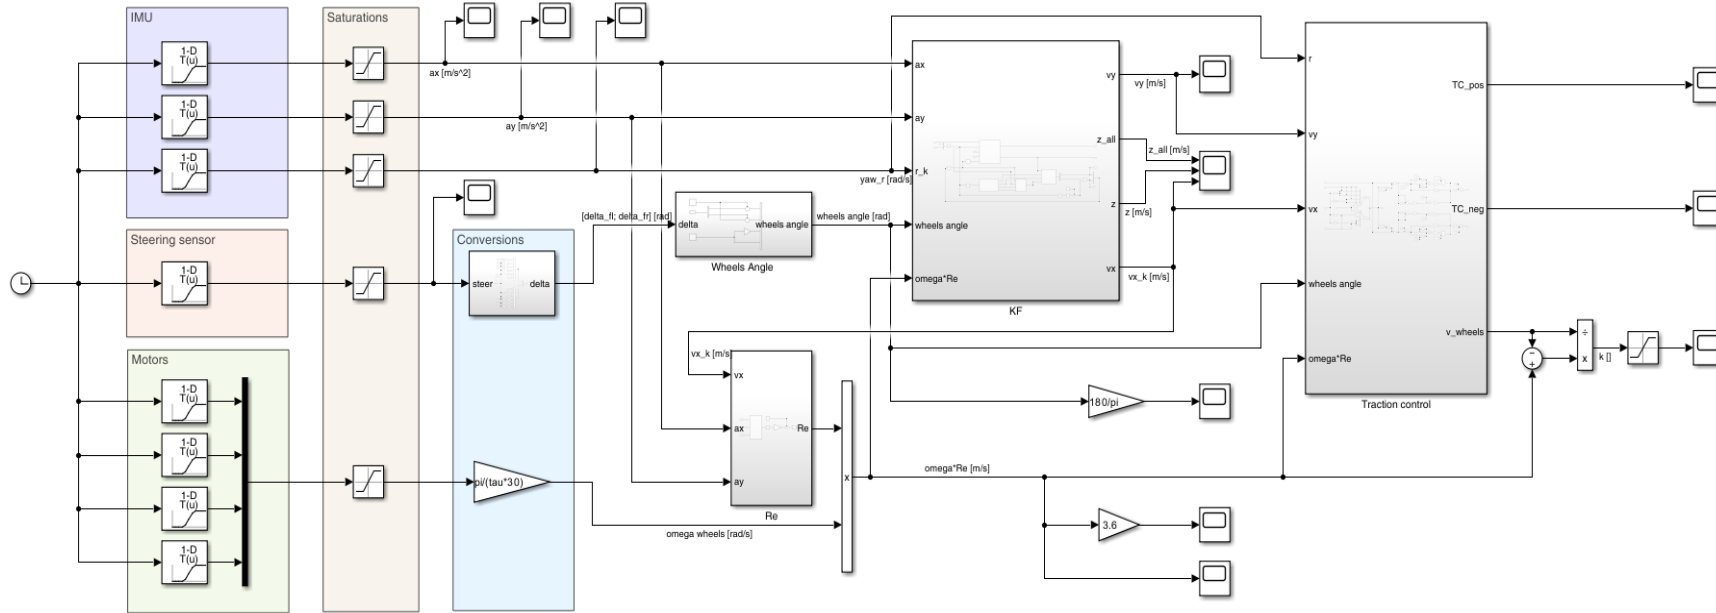 IMU
Saturations
1-D
T(u)
1-D
T(u)
1-D
T(u)
ax [m/s^2]
ay [m/s^2]
yaw_r [rad/s]
Steering sensor
1-D
T(u)
Conversions
steer
delta
[delta_fl; delta_fr] [rad]
delta
wheels angle
Wheels Angle
wheels angle [rad]
Motors
1-D
T(u)
1-D
T(u)
1-D
T(u)
1-D
T(u)
pi/(tau*30)
omega wheels [rad/s]
vx_k [m/s]
vx
ax
ay
Re
Re
x
omega*Re [m/s]
ax
ay
r_k
wheels angle
omega*Re
vy
z_all
z
vx
KF
vy [m/s]
z_all [m/s]
z [m/s]
vx_k [m/s]
180/pi
3.6
r
vy
vx
wheels angle
omega*Re
TC_pos
TC_neg
v_wheels
Traction control
÷
x
−
+
k []